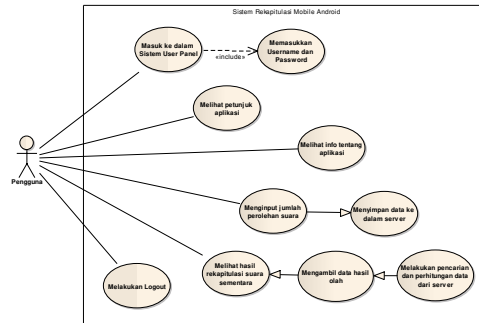 Sistem Rekapitulasi Mobile Android
Masuk ke dalam
Sistem User Panel
«include»
Memasukkan
Username dan
Password
Melihat petunjuk
aplikasi
Melihat info tentang
aplikasi
Pengguna
Menginput jumlah
perolehan suara
Menyimpan data ke
dalam server
Melakukan Logout
Melihat hasil
rekapitulasi suara
sementara
Mengambil data hasil
olah
Melakukan pencarian
dan perhitungan data
dari server